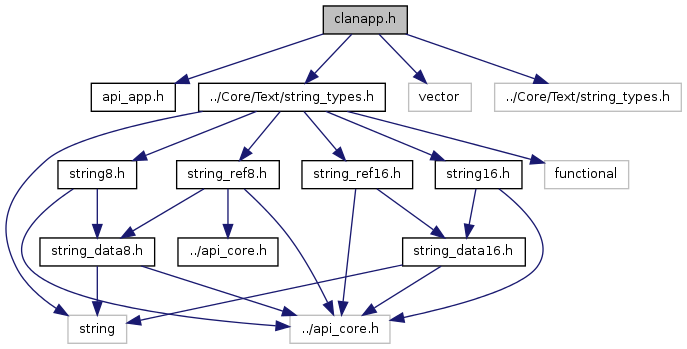 clanapp.h
api_app.h
../Core/Text/string_types.h
vector
../Core/Text/string_types.h
string8.h
string_ref8.h
string_ref16.h
string16.h
functional
string_data8.h
../api_core.h
string_data16.h
string
../api_core.h